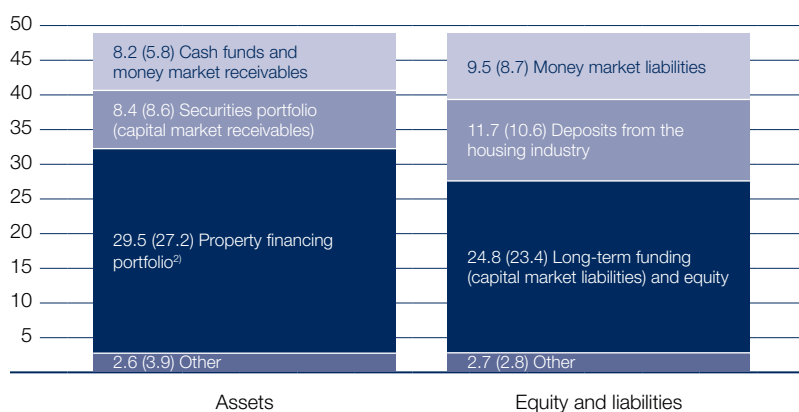 50
45
40
35
30
25
20
15
10
5
8.2 (5.8) Cash funds and
money market receivables
8.4 (8.6) Securities portfolio
(capital market receivables)
29.5 (27.2) Property financing
portfolio²⁾
2.6 (3.9) Other
Assets
9.5 (8.7) Money market liabilities
11.7 (10.6) Deposits from the
housing industry
24.8 (23.4) Long-term funding
(capital market liabilities) and equity
2.7 (2.8) Other
Equity and liabilities